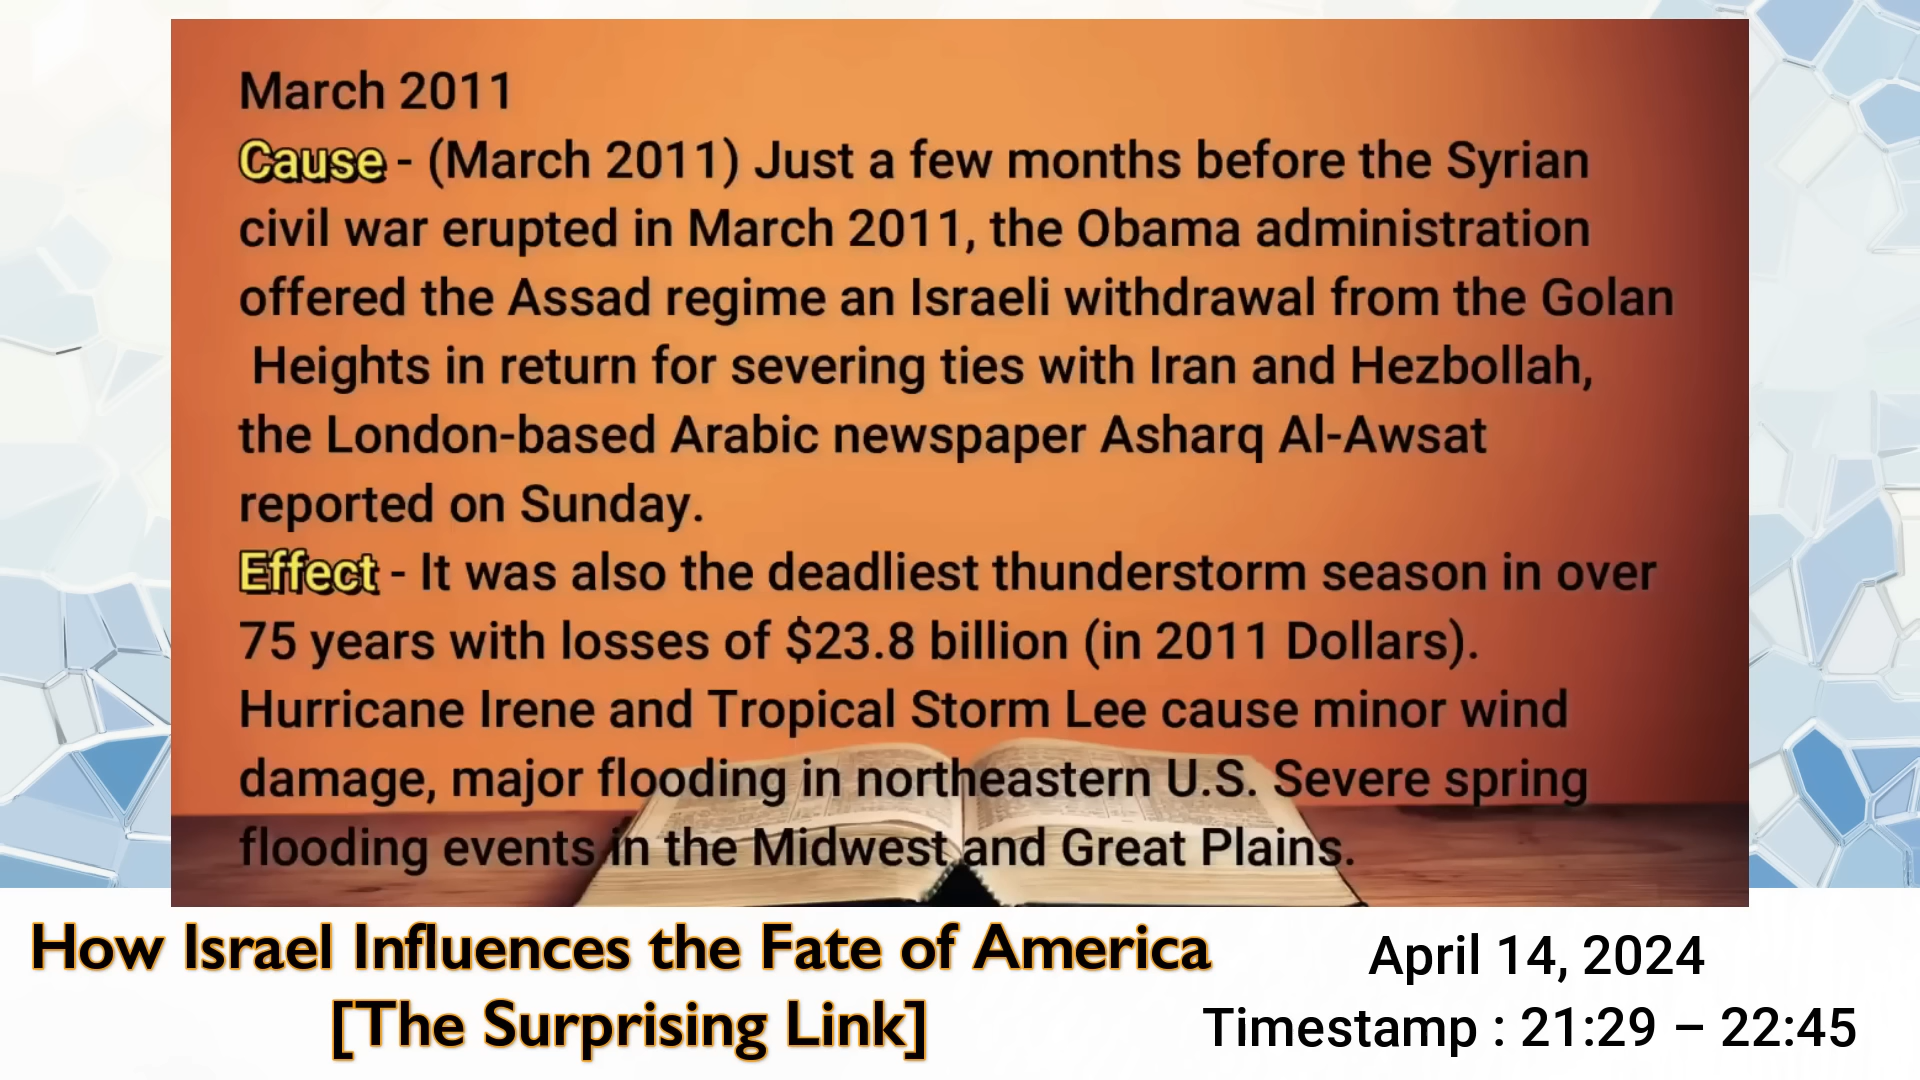 March 2011
Cause - (March 2011) Just a few months before the Syrian
civil war erupted in March 2011, the Obama administration
offered the Assad regime an Israeli withdrawal from the Golan
Heights in return for severing ties with Iran and Hezbollah,
the London-based Arabic newspaper Asharq Al-Awsat
reported on Sunday.
Effect - It was also the deadliest thunderstorm season in over
75 years with losses of $23.8 billion (in 2011 Dollars).
Hurricane Irene and Tropical Storm Lee cause minor wind
damage, major flooding in northeastern U.S. Severe spring
flooding events in the Midwest and Great Plains.
How Israel Influences the Fate of America
[The Surprising Link]
April 14, 2024
Timestamp : 21:29 – 22:45